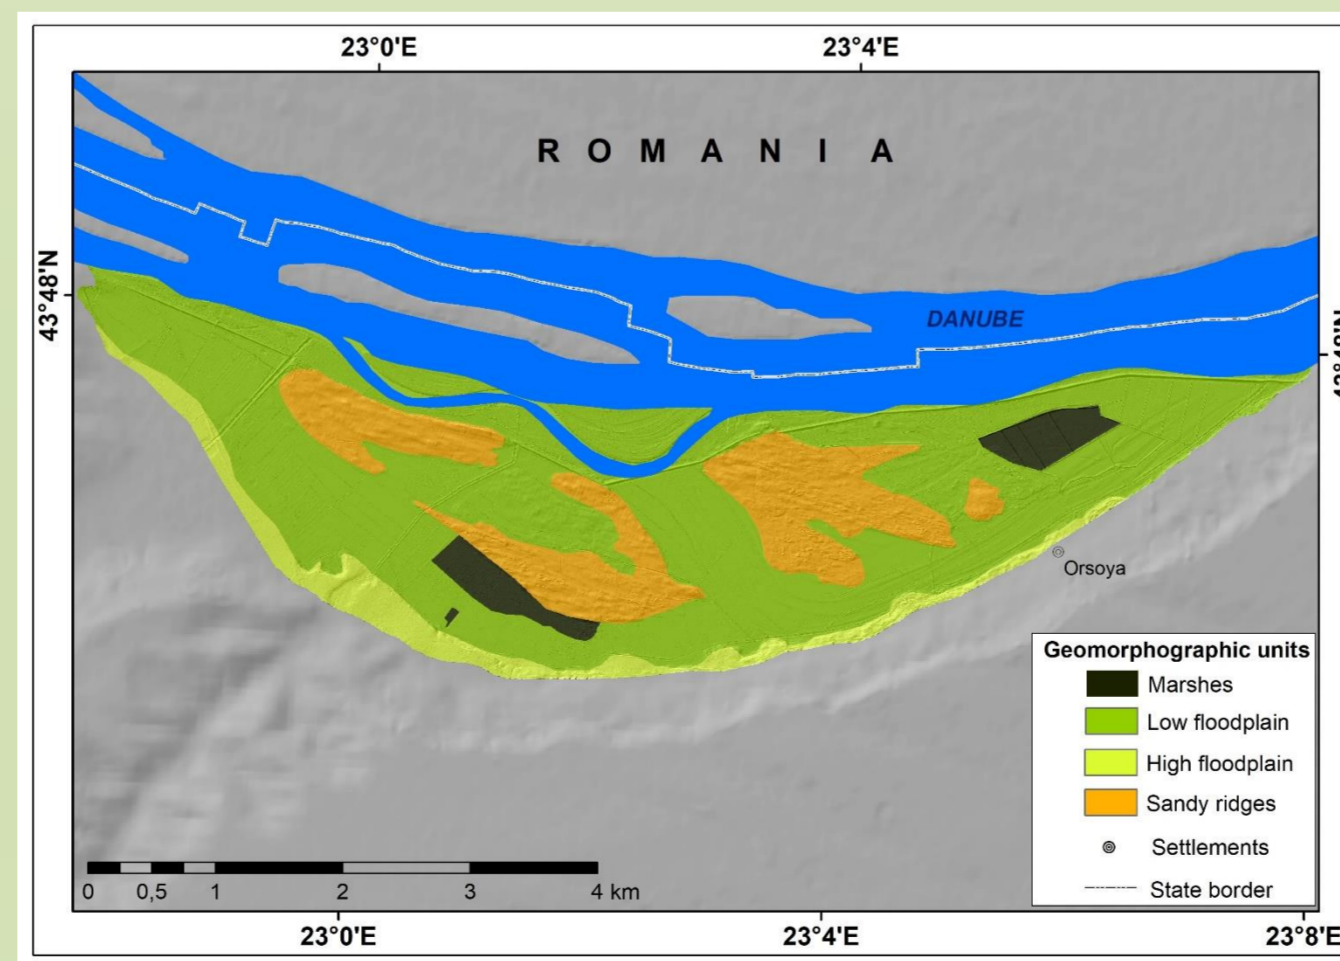 23°0'E 23°4'E
R O M A N I A
43°48'N
DANUBE
Orsoya
Geomorphographic units
Marshes
Low floodplain
High floodplain
Sandy ridges
Settlements
State border
0 0,5 1 2 3 4 km
23°0'E 23°4'E 23°8'E